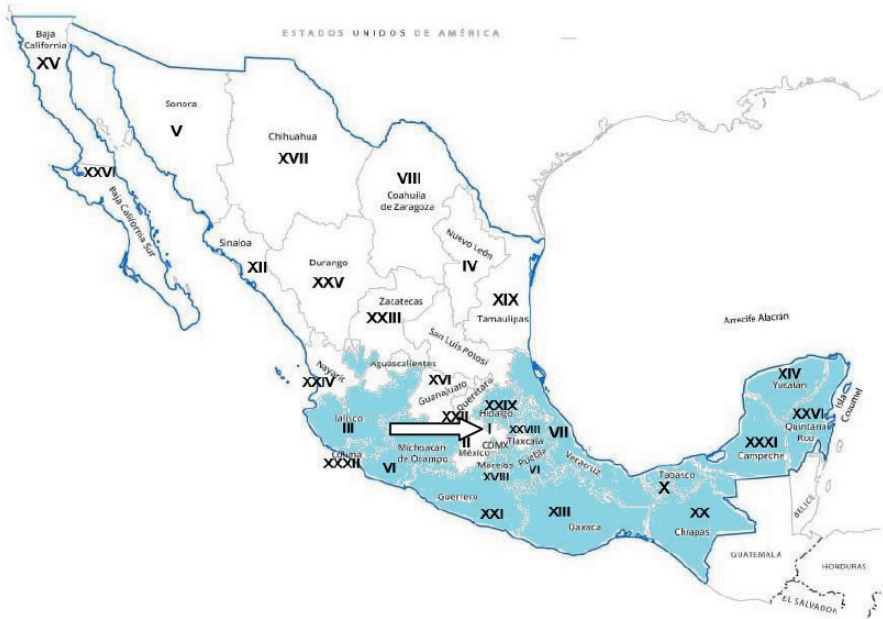 Baja
California
XV
ESTADOS UNIDOS DE AMÉRICA
Sonora
V
Chihuahua
XVII
VIII
Coahuila
de Zaragoza
XXVI
Baja California Sur
Nuevo León
IV
Sinaloa
XII
Durango
XXV
XIX
Tamaulipas
Zacatecas
XXIII
San Luis Potosí
Arrecife Alacrán
Nayarit
XXIV
Aguascalientes
XVI
Guanajuato
Querétaro
XXII
XXIX
Hidalgo
Jalisco
III
I
CDMX
II
México
XXVIII
Tlaxcala
VII
Veracruz
Colima
XXXII
Michoacán
de Ocampo
VI
Morelos
XVIII
Puebla
VI
Guerrero
XXI
XIII
Oaxaca
Tabasco
X
XX
Chiapas
XIV
Yucatán
XXVI
Quintana
Roo
XXXI
Campeche
Isla
Cozumel
BELICE
GUATEMALA
HONDURAS
EL SALVADOR